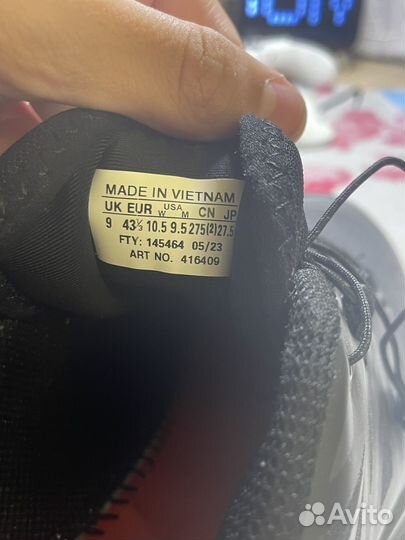 MADE IN VIETNAM
UK EUR USA W M CN JP
9 43⅓ 10.5 9.5 275(2) 27.5
FTY: 145464 05/23
ART NO. 416409
Avito